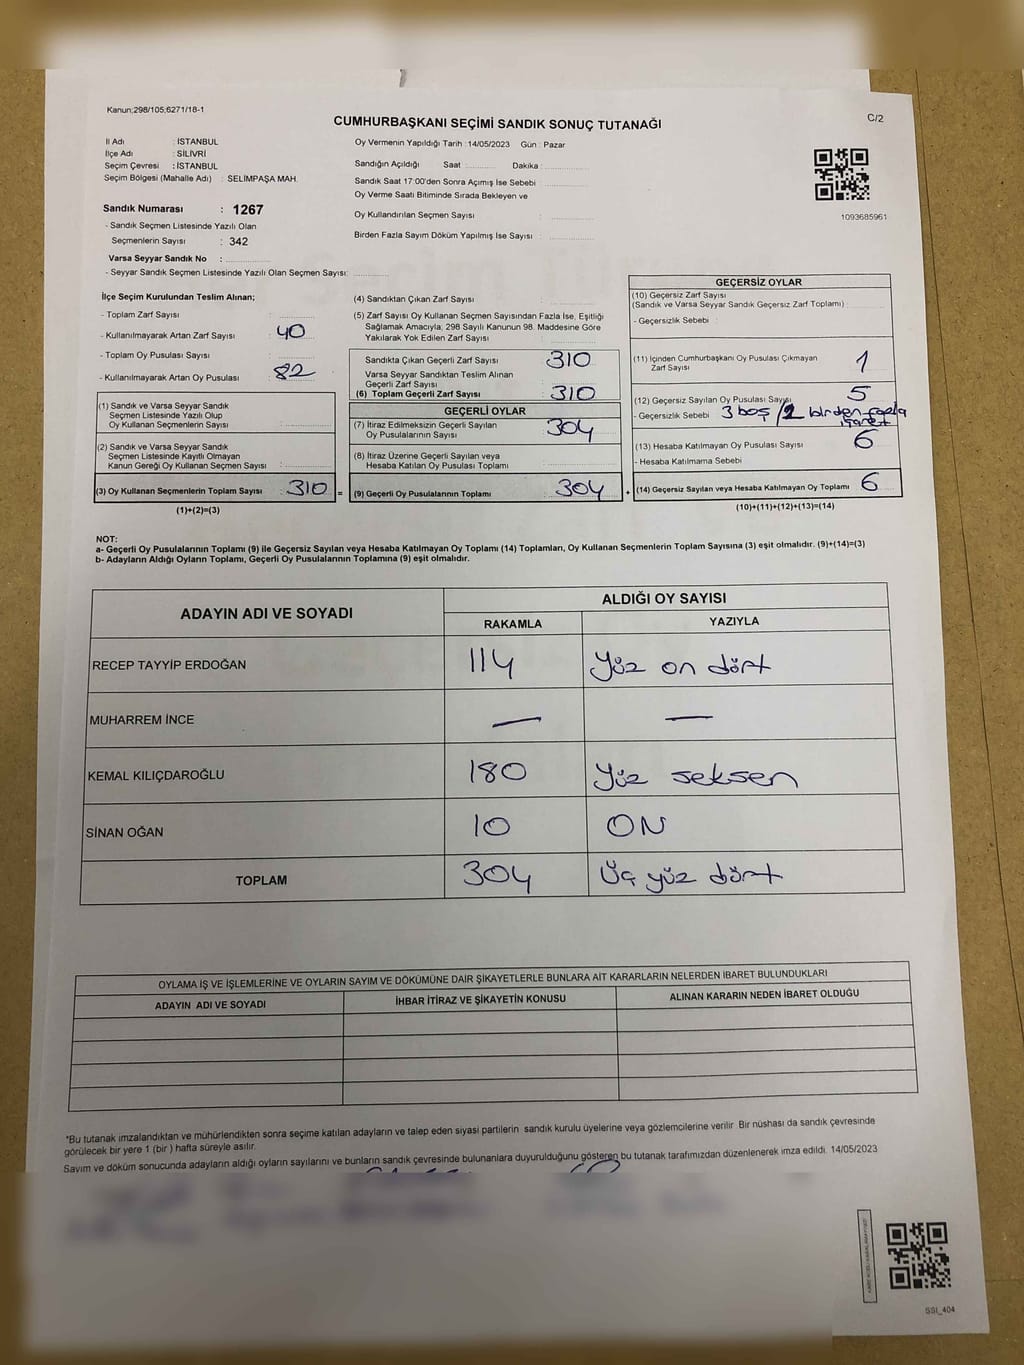 Kanun;298/105;6271/18-1
C/2
CUMHURBAŞKANI SEÇİMİ SANDIK SONUÇ TUTANAĞI
İl Adı : İSTANBUL
İlçe Adı : SİLİVRİ
Seçim Çevresi : İSTANBUL
Seçim Bölgesi (Mahalle Adı) : SELİMPAŞA MAH.
Sandık Numarası : 1267
- Sandık Seçmen Listesinde Yazılı Olan
Seçmenlerin Sayısı : 342
Varsa Seyyar Sandık No :
- Seyyar Sandık Seçmen Listesinde Yazılı Olan Seçmen Sayısı:
Oy Vermenin Yapıldığı Tarih :14/05/2023 Gün : Pazar
Sandığın Açıldığı Saat : Dakika :
Sandık Saat 17:00'den Sonra Açımış İse Sebebi :
Oy Verme Saati Bitiminde Sırada Bekleyen ve
Oy Kullandırılan Seçmen Sayısı :
Birden Fazla Sayım Döküm Yapılmış İse Sayısı :
1093685961
İlçe Seçim Kurulundan Teslim Alınan;
- Toplam Zarf Sayısı :
- Kullanılmayarak Artan Zarf Sayısı : 40
- Toplam Oy Pusulası Sayısı :
- Kullanılmayarak Artan Oy Pusulası : 82
(1) Sandık ve Varsa Seyyar Sandık
Seçmen Listesinde Yazılı Olup
Oy Kullanan Seçmenlerin Sayısı :
(2) Sandık ve Varsa Seyyar Sandık
Seçmen Listesinde Kayıtlı Olmayan
Kanun Gereği Oy Kullanan Seçmen Sayısı :
(3) Oy Kullanan Seçmenlerin Toplam Sayısı : 310
(1)+(2)=(3)
(4) Sandıktan Çıkan Zarf Sayısı :
(5) Zarf Sayısı Oy Kullanan Seçmen Sayısından Fazla İse, Eşitliği
Sağlamak Amacıyla; 298 Sayılı Kanunun 98. Maddesine Göre
Yakılarak Yok Edilen Zarf Sayısı :
Sandıkta Çıkan Geçerli Zarf Sayısı : 310
Varsa Seyyar Sandıktan Teslim Alınan
Geçerli Zarf Sayısı :
(6) Toplam Geçerli Zarf Sayısı : 310
GEÇERLİ OYLAR
(7) İtiraz Edilmeksizin Geçerli Sayılan
Oy Pusulalarının Sayısı : 304
(8) İtiraz Üzerine Geçerli Sayılan veya
Hesaba Katılan Oy Pusulası Toplamı :
= (9) Geçerli Oy Pusulalarının Toplamı : 304
GEÇERSİZ OYLAR
(10) Geçersiz Zarf Sayısı
(Sandık ve Varsa Seyyar Sandık Geçersiz Zarf Toplamı) :
- Geçersizlik Sebebi :
(11) İçinden Cumhurbaşkanı Oy Pusulası Çıkmayan
Zarf Sayısı : 1
(12) Geçersiz Sayılan Oy Pusulası Sayısı : 5
- Geçersizlik Sebebi : 3 boş / 2 birden fazla
işaret
(13) Hesaba Katılmayan Oy Pusulası Sayısı : 6
- Hesaba Katılmama Sebebi
+ (14) Geçersiz Sayılan veya Hesaba Katılmayan Oy Toplamı : 6
(10)+(11)+(12)+(13)=(14)
NOT:
a- Geçerli Oy Pusulalarının Toplamı (9) ile Geçersiz Sayılan veya Hesaba Katılmayan Oy Toplamı (14) Toplamları, Oy Kullanan Seçmenlerin Toplam Sayısına (3) eşit olmalıdır. (9)+(14)=(3)
b- Adayların Aldığı Oyların Toplamı, Geçerli Oy Pusulalarının Toplamına (9) eşit olmalıdır.
ADAYIN ADI VE SOYADI
ALDIĞI OY SAYISI
RAKAMLA YAZIYLA
RECEP TAYYİP ERDOĞAN 114 Yüz on dört
MUHARREM İNCE — —
KEMAL KILIÇDAROĞLU 180 Yüz seksen
SİNAN OĞAN 10 ON
TOPLAM 304 Üç yüz dört
OYLAMA İŞ VE İŞLEMLERİNE VE OYLARIN SAYIM VE DÖKÜMÜNE DAİR ŞİKAYETLERLE BUNLARA AİT KARARLARIN NELERDEN İBARET BULUNDUKLARI
ADAYIN ADI VE SOYADI İHBAR İTİRAZ VE ŞİKAYETİN KONUSU ALINAN KARARIN NEDEN İBARET OLDUĞU
*Bu tutanak imzalandıktan ve mühürlendikten sonra seçime katılan adayların ve talep eden siyasi partilerin sandık kurulu üyelerine veya gözlemcilerine verilir. Bir nüshası da sandık çevresinde
görülecek bir yere 1 (bir) hafta süreyle asılır.
Sayım ve döküm sonucunda adayların aldığı oyların sayılarını ve bunların sandık çevresinde bulunanlara duyurulduğunu gösteren bu tutanak tarafımızdan düzenlenerek imza edildi. 14/05/2023
SSI_404